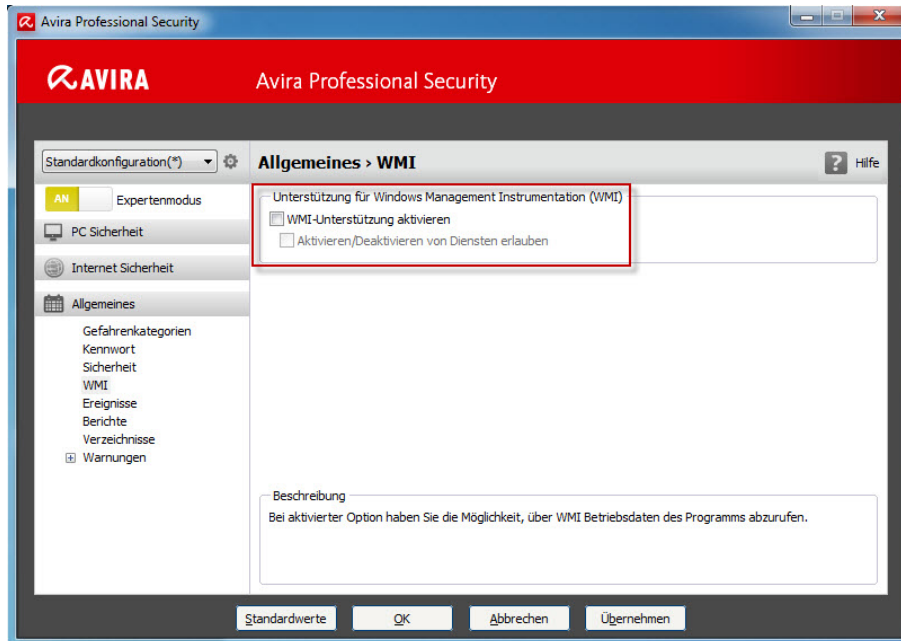 Avira Professional Security
AVIRA
Avira Professional Security
Standardkonfiguration(*)
Allgemeines › WMI
? Hilfe
AN
Expertenmodus
PC Sicherheit
Internet Sicherheit
Allgemeines
Gefahrenkategorien
Kennwort
Sicherheit
WMI
Ereignisse
Berichte
Verzeichnisse
Warnungen
Unterstützung für Windows Management Instrumentation (WMI)
WMI-Unterstützung aktivieren
Aktivieren/Deaktivieren von Diensten erlauben
Beschreibung
Bei aktivierter Option haben Sie die Möglichkeit, über WMI Betriebsdaten des Programms abzurufen.
Standardwerte
OK
Abbrechen
Übernehmen